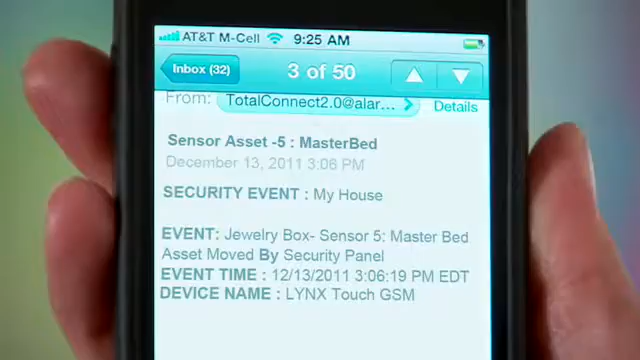 AT&T M-Cell 9:25 AM
Inbox (32) 3 of 50
From: TotalConnect2.0@alar... Details
Sensor Asset -5 : MasterBed
December 13, 2011 3:06 PM
SECURITY EVENT : My House
EVENT: Jewelry Box- Sensor 5: Master Bed
Asset Moved By Security Panel
EVENT TIME : 12/13/2011 3:06:19 PM EDT
DEVICE NAME : LYNX Touch GSM